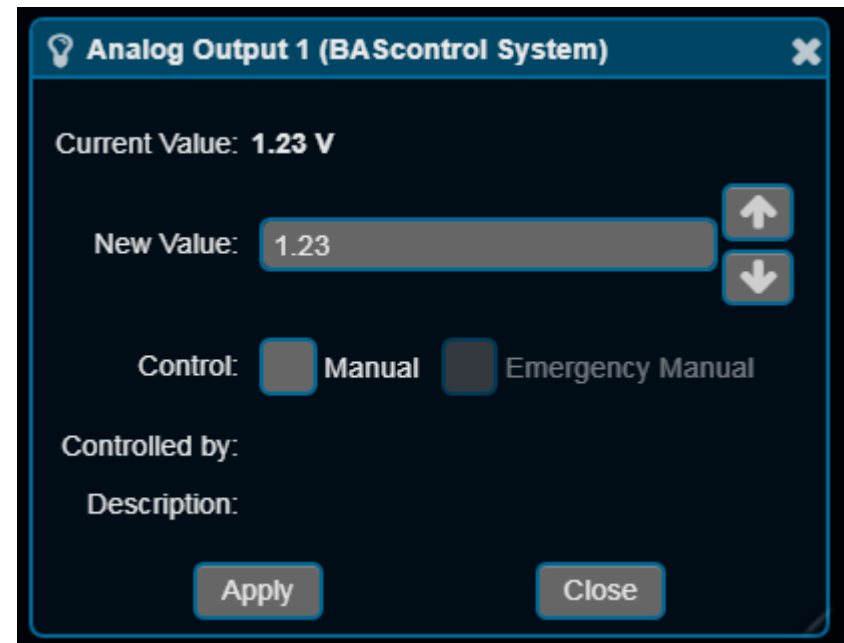 Analog Output 1 (BAScontrol System)
Current Value: 1.23 V
New Value: 1.23
Control: Manual Emergency Manual
Controlled by:
Description:
Apply Close